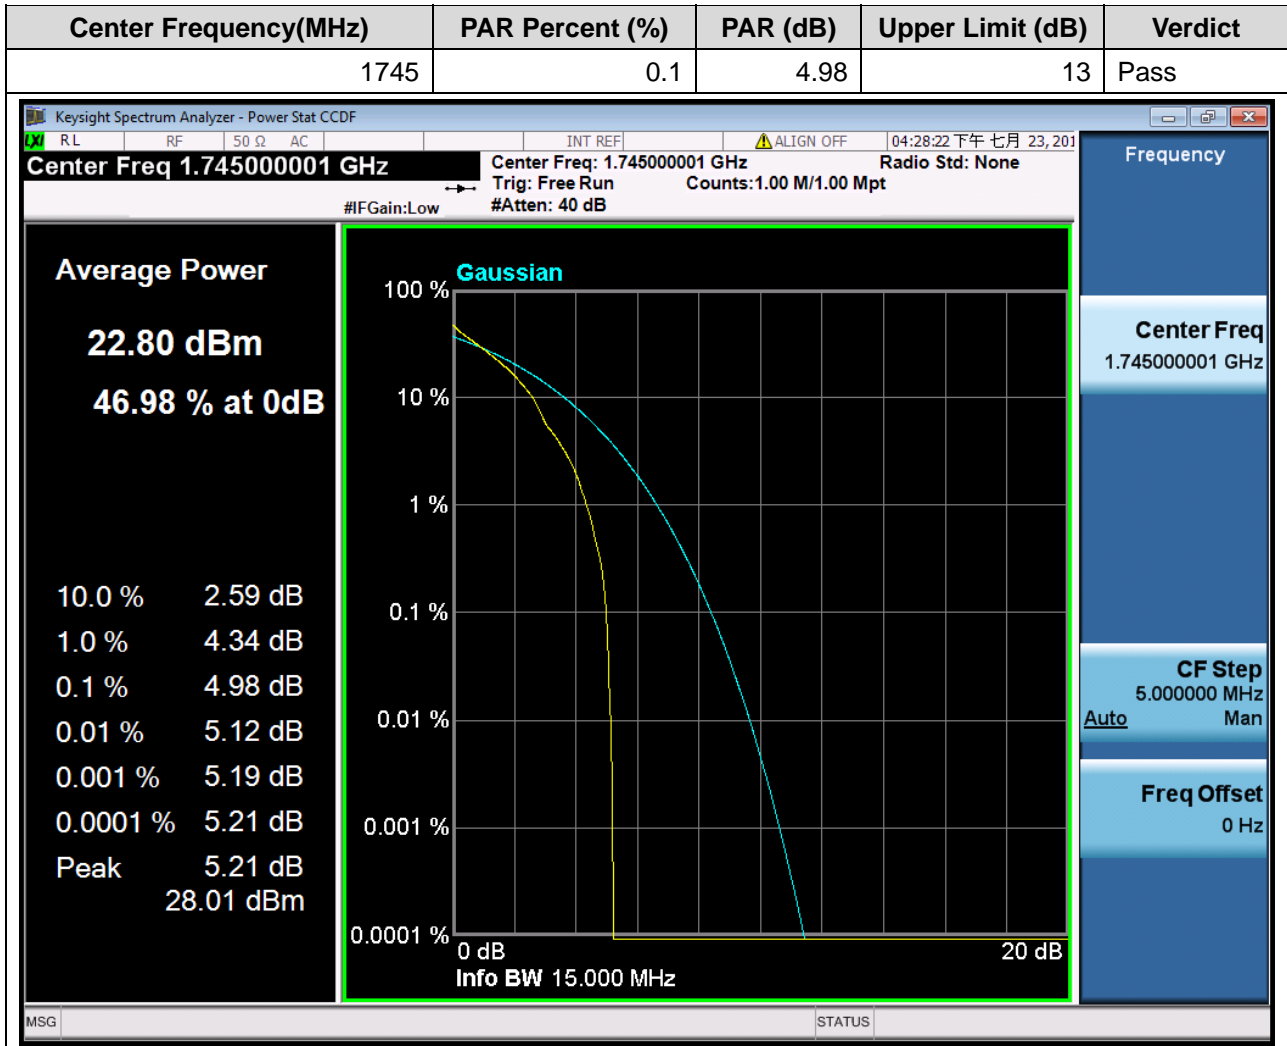 Center Frequency(MHz) PAR Percent (%) PAR (dB) Upper Limit (dB) Verdict
1745 0.1 4.98 13 Pass
Keysight Spectrum Analyzer - Power Stat CCDF
LXI RL RF 50 Ω AC INT REF ALIGN OFF 04:28:22 下午 七月 23, 201
Center Freq 1.745000001 GHz
Center Freq: 1.745000001 GHz Radio Std: None
Trig: Free Run Counts:1.00 M/1.00 Mpt
#IFGain:Low #Atten: 40 dB
Average Power
22.80 dBm
46.98 % at 0dB
10.0 % 2.59 dB
1.0 % 4.34 dB
0.1 % 4.98 dB
0.01 % 5.12 dB
0.001 % 5.19 dB
0.0001 % 5.21 dB
Peak 5.21 dB
28.01 dBm
Gaussian
100 %
10 %
1 %
0.1 %
0.01 %
0.001 %
0.0001 %
0 dB 20 dB
Info BW 15.000 MHz
Frequency
Center Freq
1.745000001 GHz
CF Step
5.000000 MHz
Auto Man
Freq Offset
0 Hz
MSG STATUS